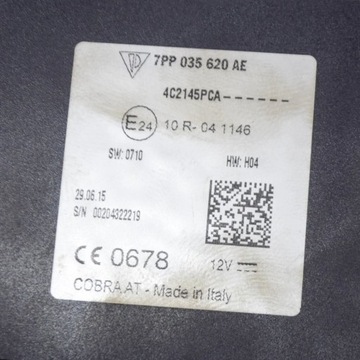 7PP 035 620 AE
4C2145PCA--------
E24 10 R- 04 1146
SW: 0710 HW: H04
29.06.15
S/N 00204322219
CE 0678 12V
COBRA AT - Made in Italy